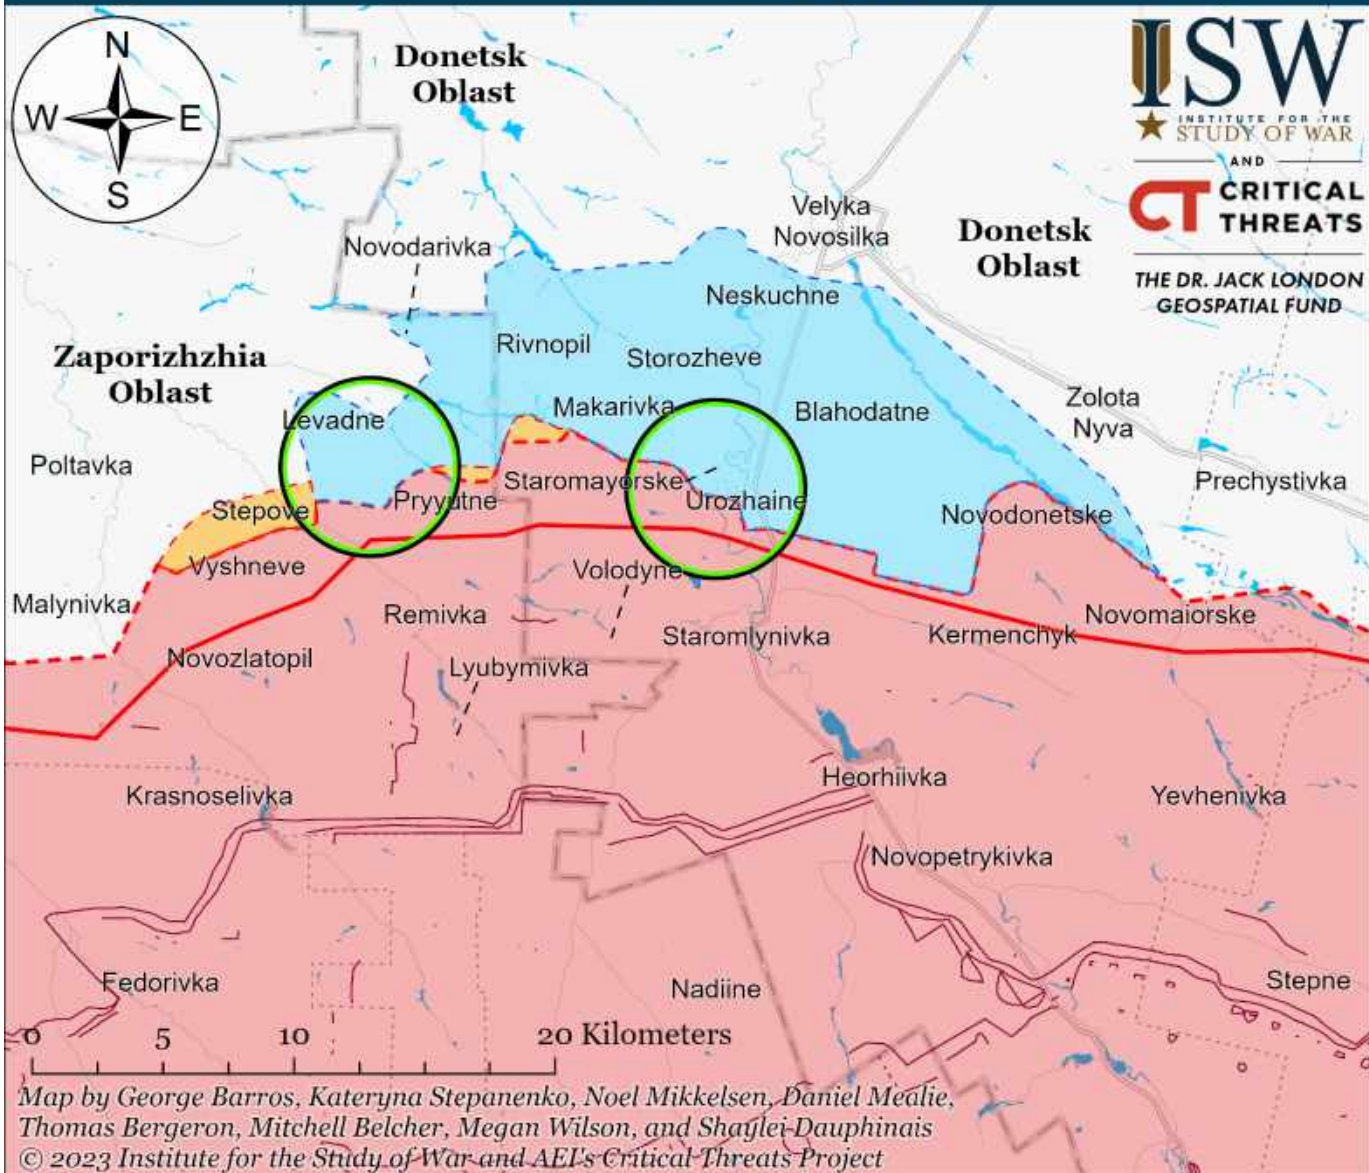 N
W
E
S
Donetsk
Oblast
ISW
INSTITUTE FOR THE
STUDY OF WAR
AND
CT CRITICAL
THREATS
THE DR. JACK LONDON
GEOSPATIAL FUND
Velyka
Novosilka
Donetsk
Oblast
Novodarivka
Neskuchne
Rivnopil
Storozheve
Zaporizhzhia
Oblast
Levadne
Makarivka
Blahodatne
Zolota
Nyva
Poltavka
Prechystivka
Stepove
Pryyutne
Staromayorske
Urozhaine
Novodonetske
Vyshneve
Volodyne
Malynivka
Remivka
Staromlynivka
Kermenchyk
Novomaiorske
Novozlatopil
Lyubymivka
Krasnoselivka
Heorhiivka
Yevhenivka
Novopetrykivka
Fedorivka
Nadiine
Stepne
0 5 10 20 Kilometers
Map by George Barros, Kateryna Stepanenko, Noel Mikkelsen, Daniel Mealie,
Thomas Bergeron, Mitchell Belcher, Megan Wilson, and Shaylei Dauphinais
© 2023 Institute for the Study of War and AEI's Critical Threats Project